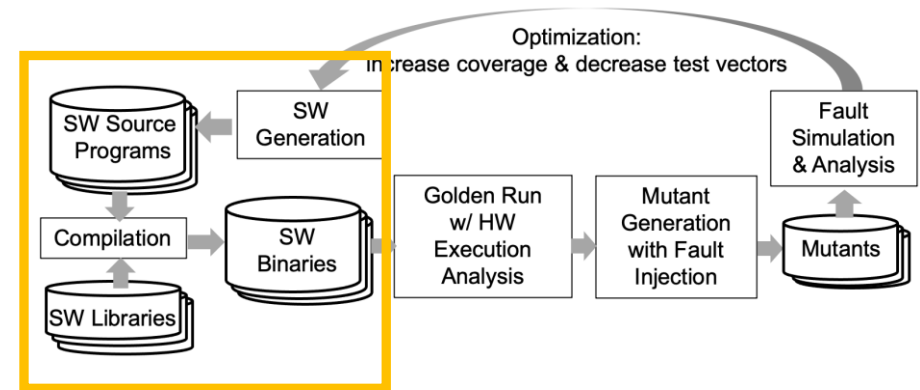 Optimization:
Increase coverage & decrease test vectors
SW
Generation
SW Source
Programs
Fault
Simulation
& Analysis
Compilation
SW
Binaries
Golden Run
w/ HW
Execution
Analysis
Mutant
Generation
with Fault
Injection
Mutants
SW Libraries